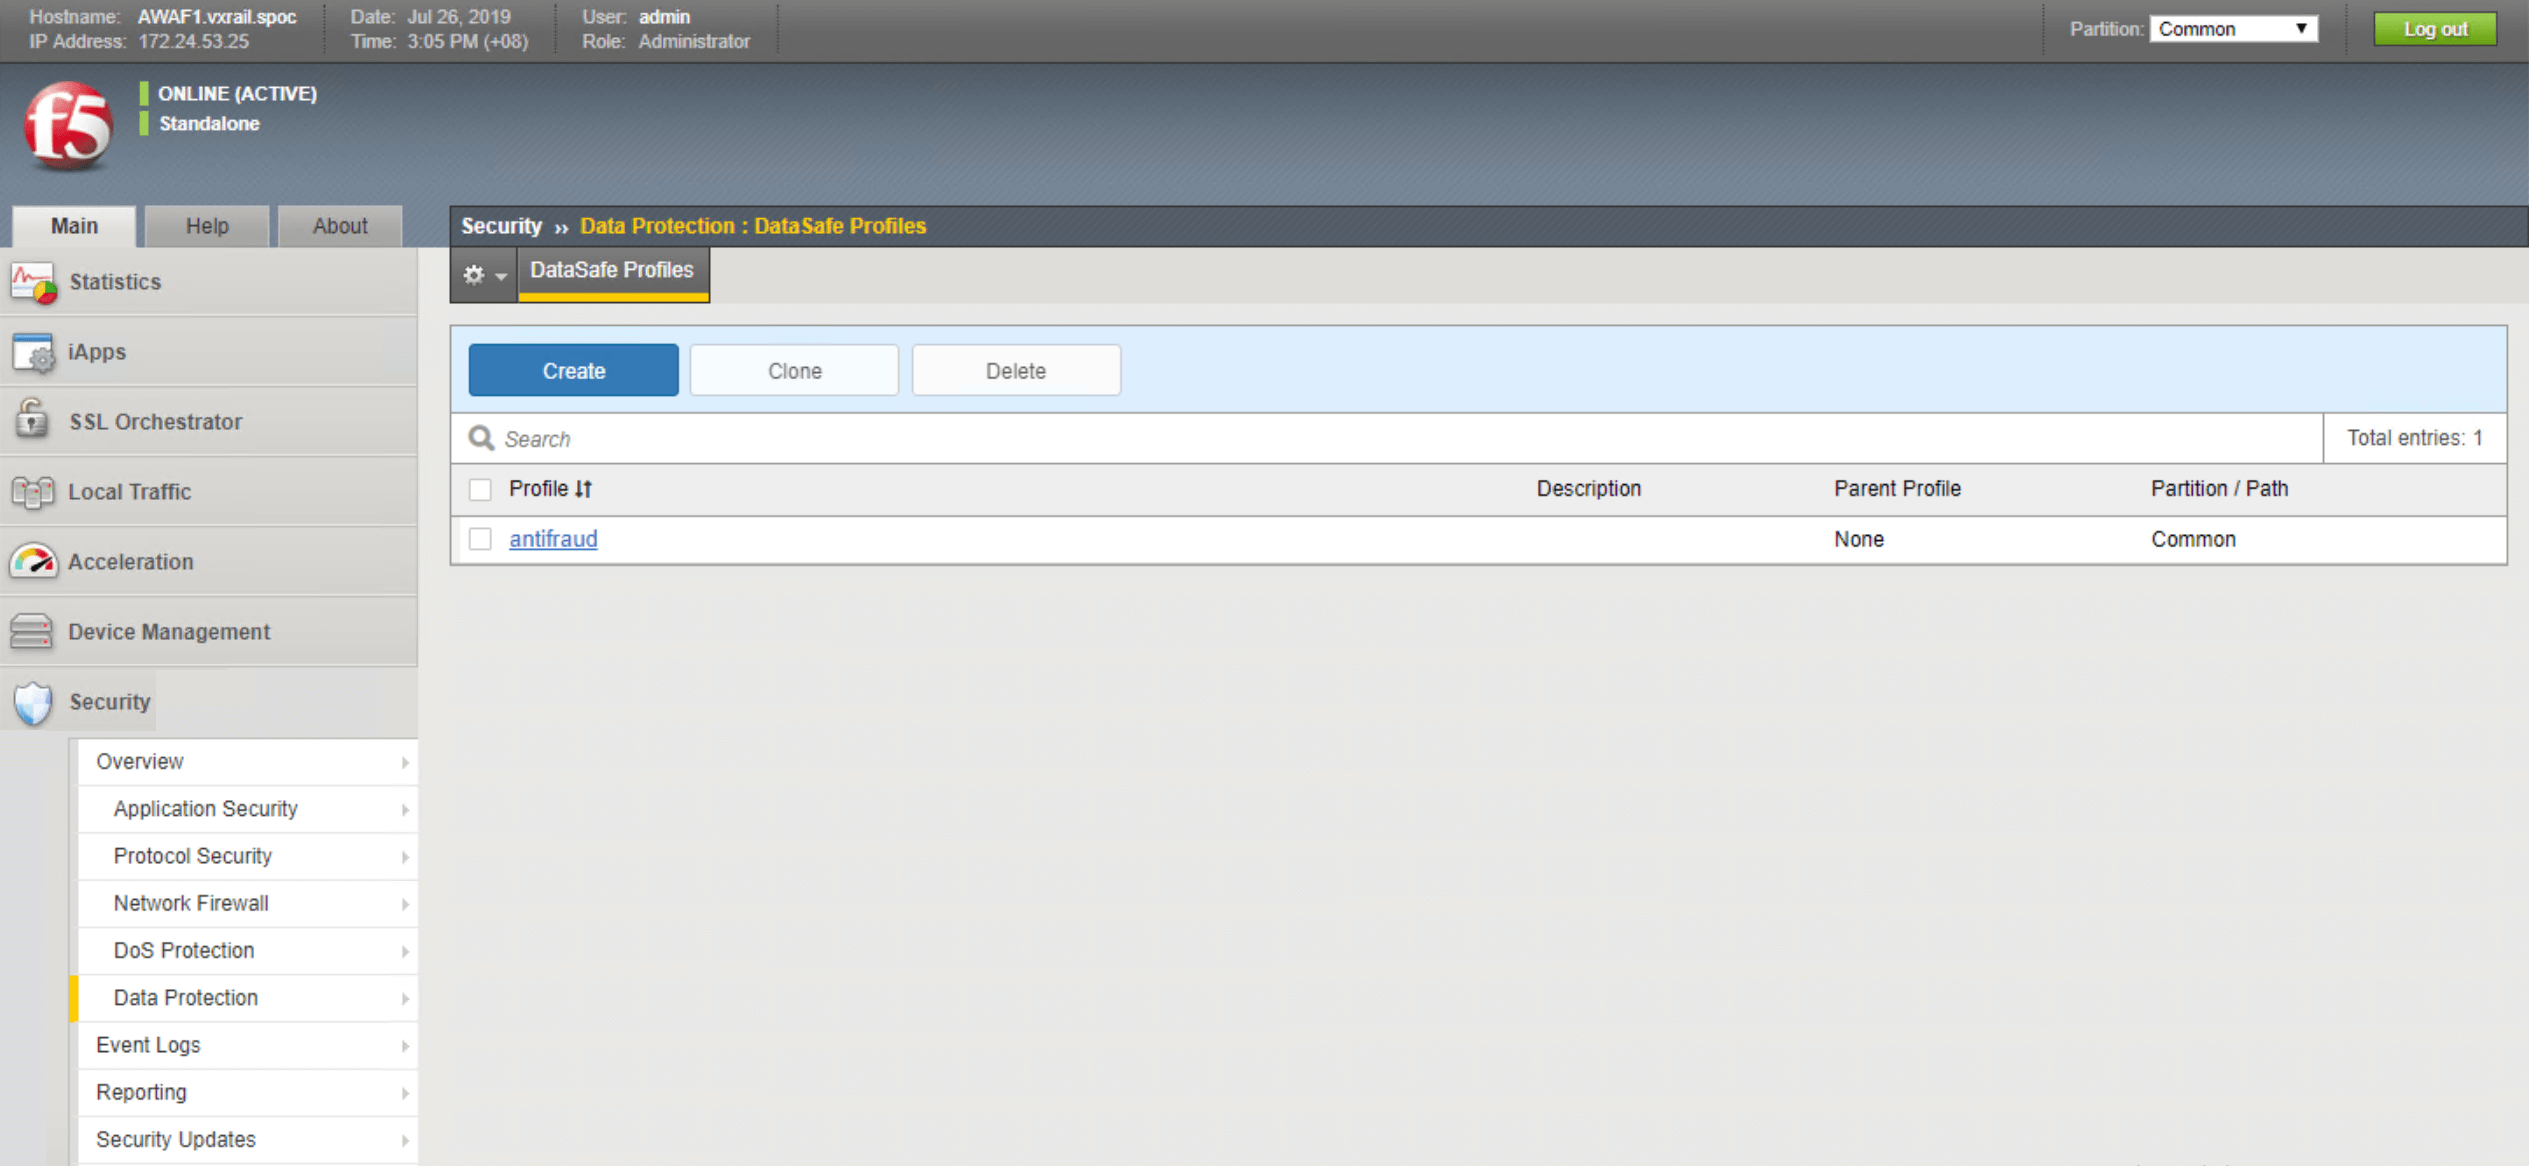 Hostname: AWAF1.vxrail.spoc Date: Jul 26, 2019 User: admin
IP Address: 172.24.53.25 Time: 3:05 PM (+08) Role: Administrator
Partition: Common Log out
f5
ONLINE (ACTIVE)
Standalone
Main Help About
Security ›› Data Protection : DataSafe Profiles
DataSafe Profiles
Statistics
iApps
SSL Orchestrator
Local Traffic
Acceleration
Device Management
Security
Overview
Application Security
Protocol Security
Network Firewall
DoS Protection
Data Protection
Event Logs
Reporting
Security Updates
Create Clone Delete
Search Total entries: 1
Profile Description Parent Profile Partition / Path
antifraud None Common